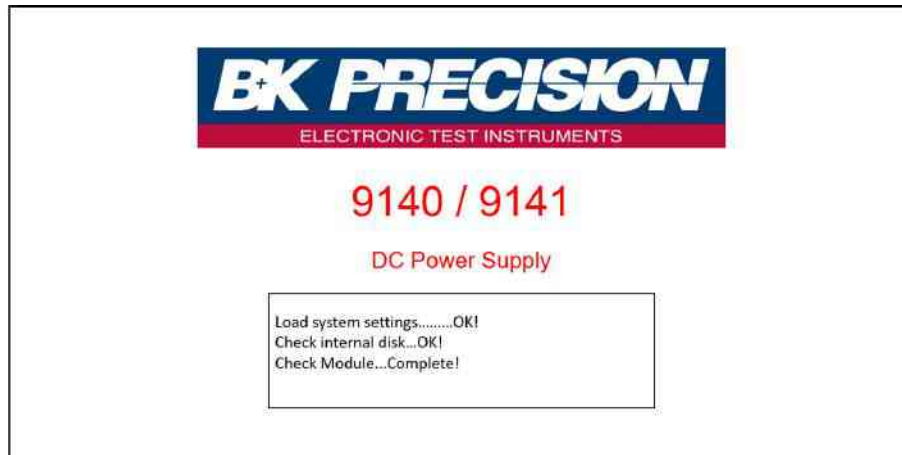 B+K PRECISION
ELECTRONIC TEST INSTRUMENTS
9140 / 9141
DC Power Supply
Load system settings.........OK!
Check internal disk...OK!
Check Module...Complete!